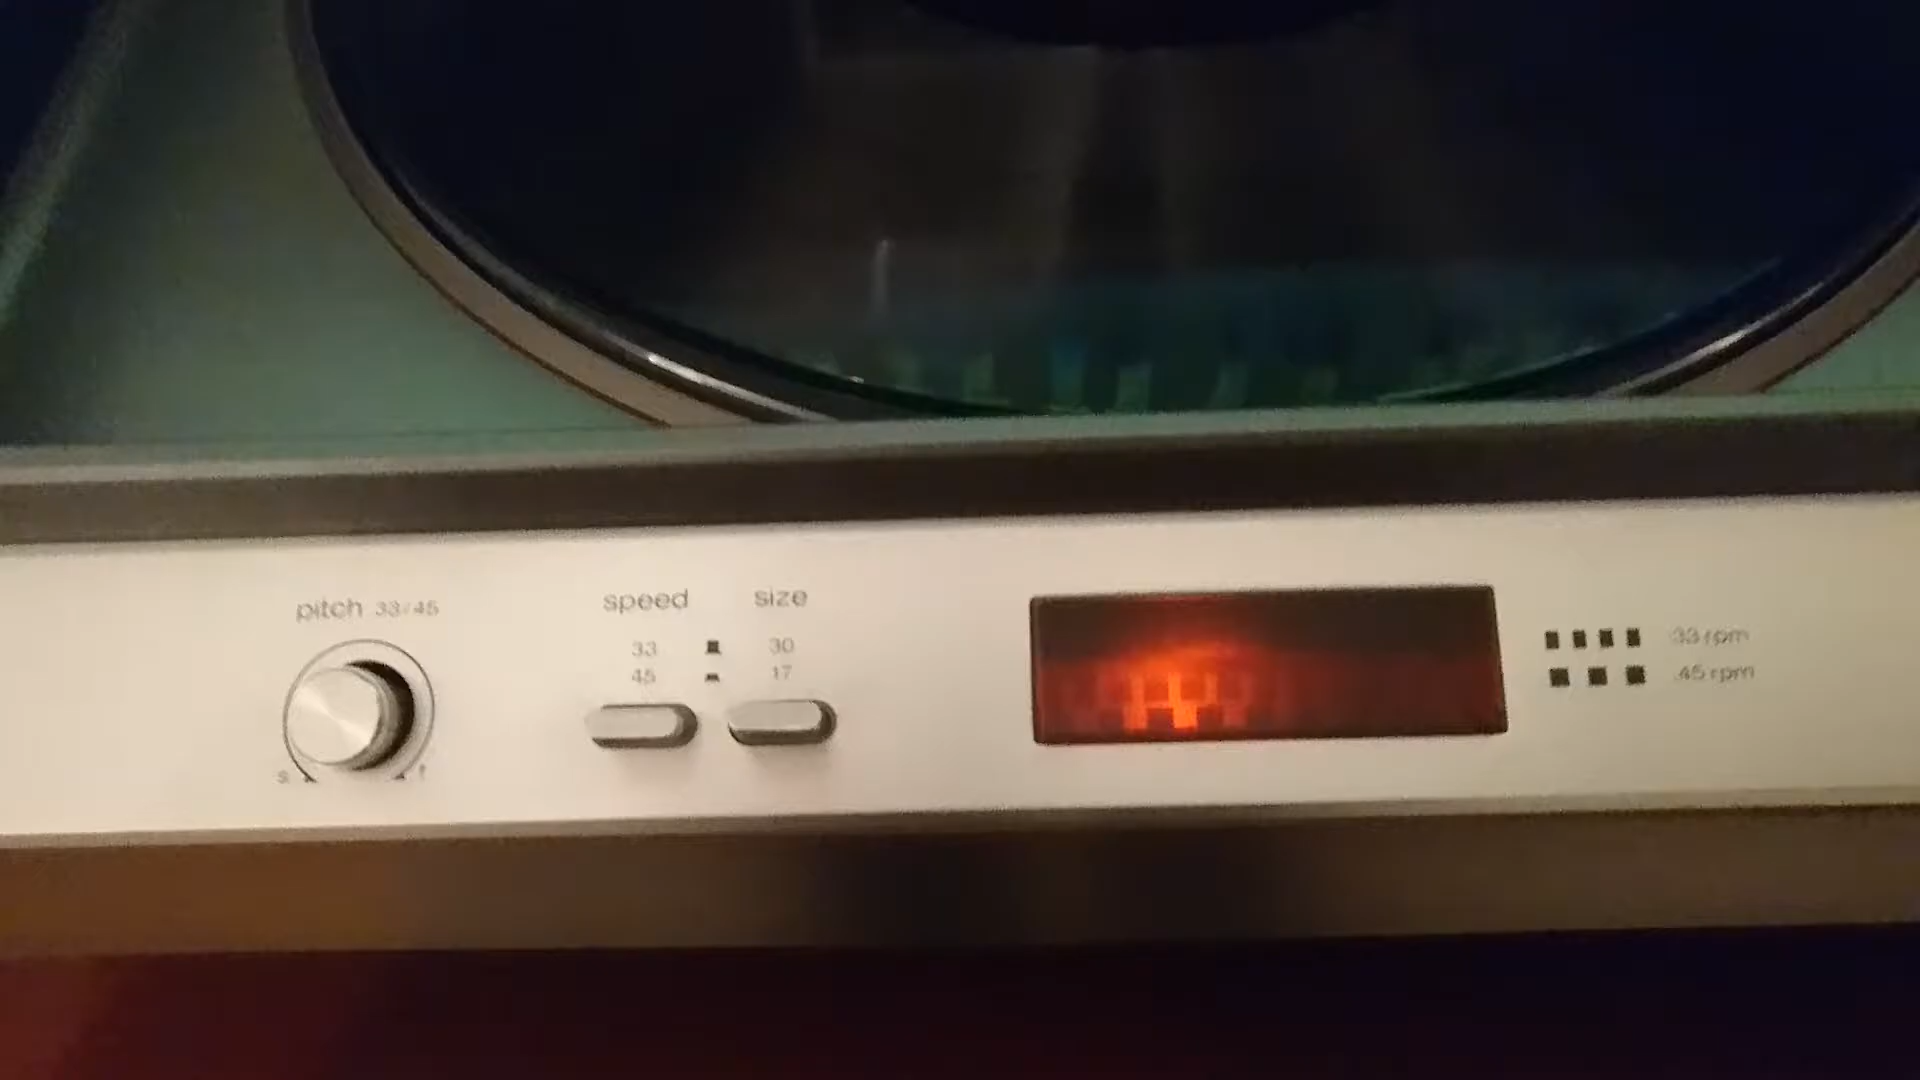 pitch 33/45
s f
speed size
33 30
45 17
33 rpm
45 rpm